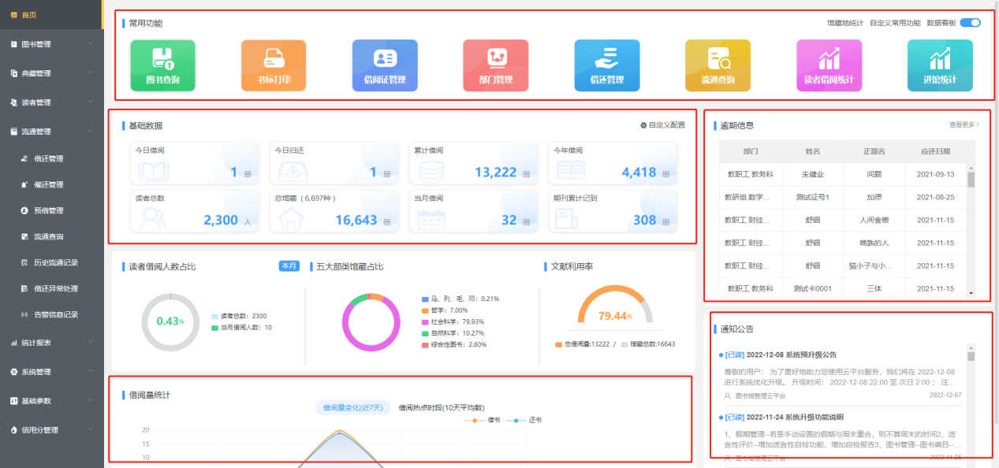 首页
图书管理
典藏管理
读者管理
流通管理
借还管理
催还管理
预借管理
流通查询
历史流通记录
借还异常处理
告警信息记录
统计报表
系统管理
基础参数
信用分管理
常用功能
馆藏地统计 自定义常用功能 数据看板
图书查询 书标打印 借阅证管理 部门管理 借还管理 流通查询 读者借阅统计 进馆统计
基础数据 自定义配置
今日借阅 今日归还 累计借阅 今年借阅
1 册 1 册 13,222 册 4,418 册
读者总数 总馆藏（6,697种） 当月借阅 期刊累计记到
2,300 人 16,643 册 32 册 308 册
逾期信息 查看更多
部门 姓名 正题名 应还日期
教职工 教务科 朱健业 问题 2021-09-13
教研组 数学... 测试证号1 加缪 2021-08-25
教职工 财经... 舒细 人间食粮 2021-11-15
教职工 财经... 舒细 晚熟的人 2021-11-15
教职工 财经... 舒细 猫小子与小... 2021-11-15
教职工 教务科 测试卡0001 三体 2021-11-15
读者借阅人数占比 本月
0.43%
读者总数：2300
当月借阅人数：10
五大部类馆藏占比
马、列、毛、邓：0.21%
哲学：7.00%
社会科学：79.93%
自然科学：10.27%
综合性图书：2.60%
文献利用率
79.44%
总借阅量:13222 / 馆藏总数:16643
通知公告
[已读] 2022-12-08 系统预升级公告
尊敬的用户： 为了更好地助力您使用云平台服务，我们将在 2022-12-08
进行系统优化升级。 升级时间： 2022-12-08 22:00 至 次日 2:00； 注...
图书馆管理云平台 2022-12-07
[已读] 2022-11-24 系统升级功能说明
1、假期管理--若是手动设置的假期与周末重合，则不算周末的时间2、适
宜性评价--增加适宜性自检功能，增加自检报告3、图书管理--图书编目--...
图书馆管理云平台 2022-11-25
借阅量统计
借阅量变化(近7天) 借阅热点时段(10天平均数)
借书 还书
20
15
10